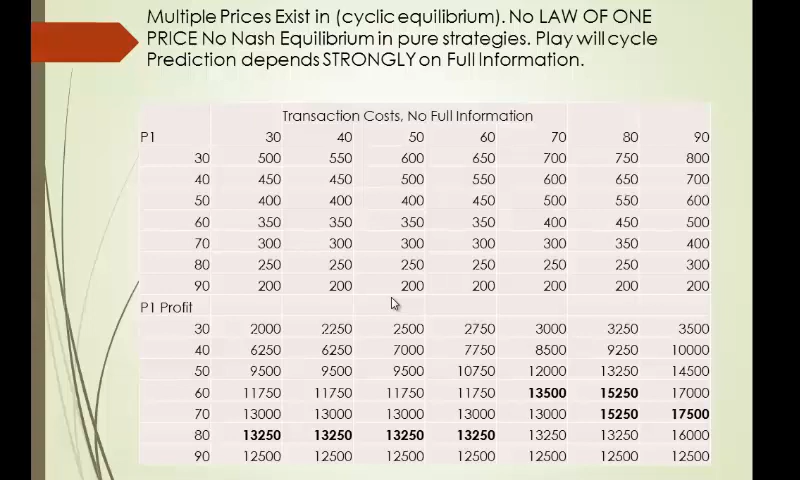 Multiple Prices Exist in (cyclic equilibrium). No LAW OF ONE
PRICE No Nash Equilibrium in pure strategies. Play will cycle
Prediction depends STRONGLY on Full Information.
Transaction Costs, No Full Information
P1 30 40 50 60 70 80 90
30 500 550 600 650 700 750 800
40 450 450 500 550 600 650 700
50 400 400 400 450 500 550 600
60 350 350 350 350 400 450 500
70 300 300 300 300 300 350 400
80 250 250 250 250 250 250 300
90 200 200 200 200 200 200 200
P1 Profit
30 2000 2250 2500 2750 3000 3250 3500
40 6250 6250 7000 7750 8500 9250 10000
50 9500 9500 9500 10750 12000 13250 14500
60 11750 11750 11750 11750 13500 15250 17000
70 13000 13000 13000 13000 13000 15250 17500
80 13250 13250 13250 13250 13250 13250 16000
90 12500 12500 12500 12500 12500 12500 12500